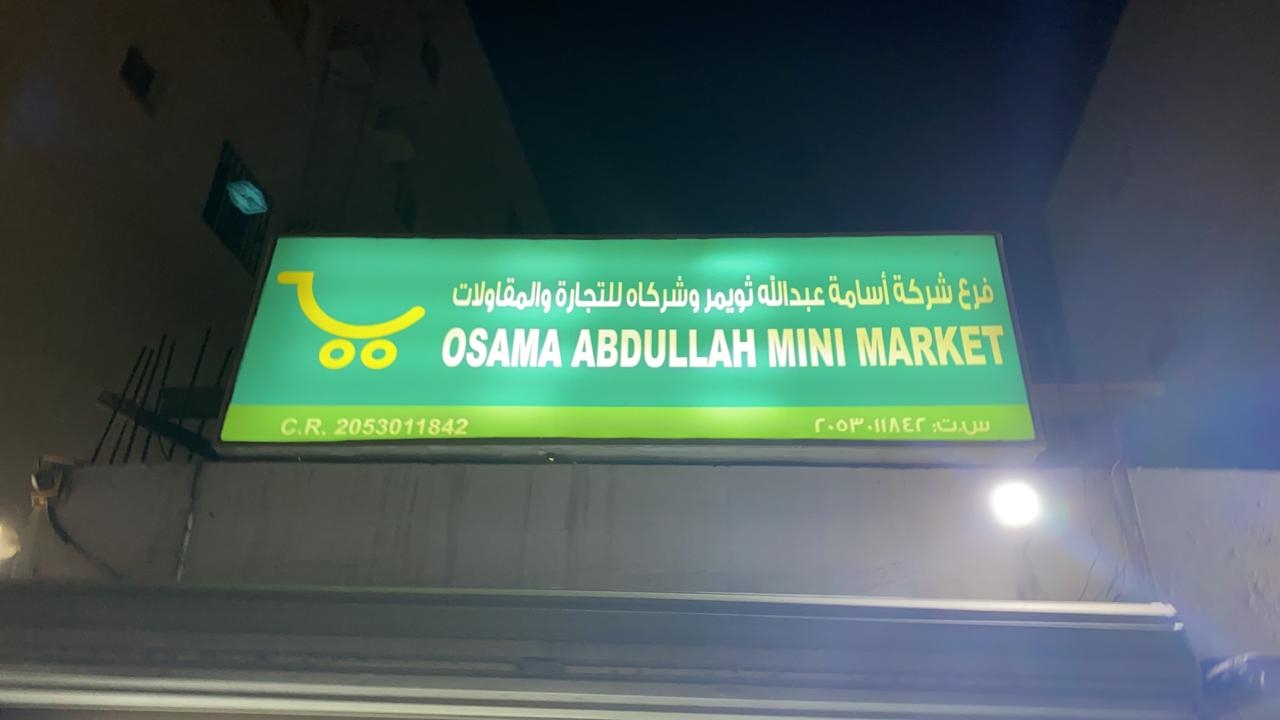 فرع شركة أسامة عبدالله ثويمر وشركاه للتجارة والمقاولات
OSAMA ABDULLAH MINI MARKET
C.R. 2053011842
س.ت: ٢٠٥٣٠١١٨٤٢